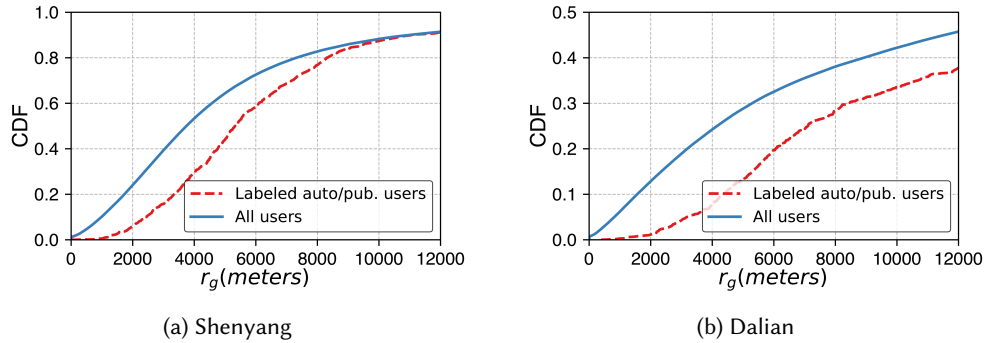 1.0
0.8
0.6
0.4
0.2
0.0
CDF
0 2000 4000 6000 8000 10000 12000
r_g(meters)
Labeled auto/pub. users
All users
(a) Shenyang
0.5
0.4
0.3
0.2
0.1
0.0
CDF
0 2000 4000 6000 8000 10000 12000
r_g(meters)
Labeled auto/pub. users
All users
(b) Dalian